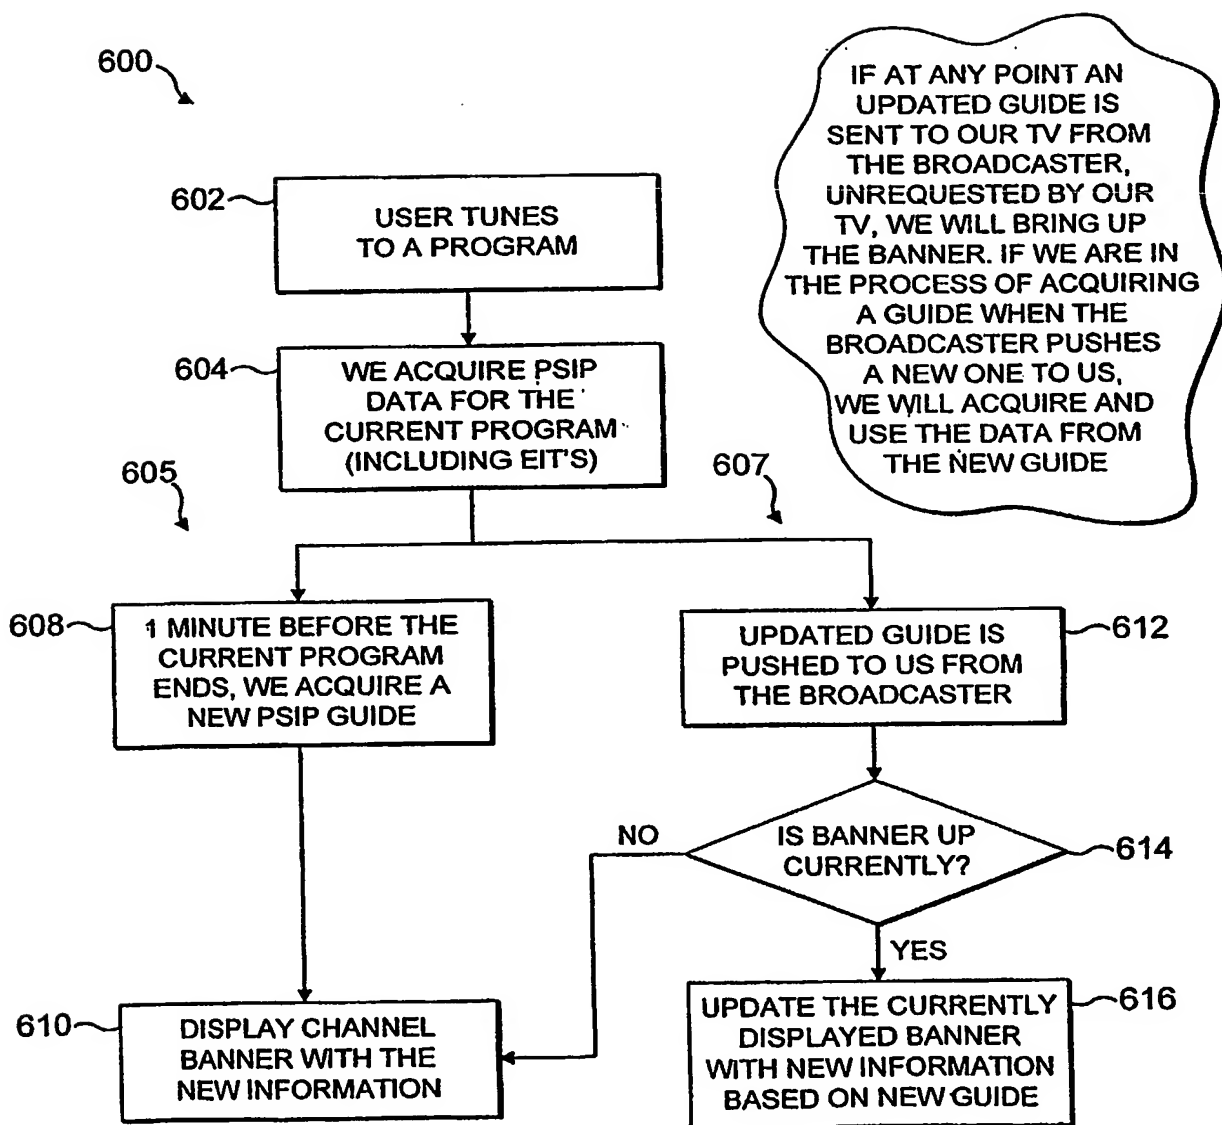 600
IF AT ANY POINT AN
UPDATED GUIDE IS
SENT TO OUR TV FROM
THE BROADCASTER,
UNREQUESTED BY OUR
TV, WE WILL BRING UP
THE BANNER. IF WE ARE IN
THE PROCESS OF ACQUIRING
A GUIDE WHEN THE
BROADCASTER PUSHES
A NEW ONE TO US,
WE WILL ACQUIRE AND
USE THE DATA FROM
THE NEW GUIDE
602
USER TUNES
TO A PROGRAM
604
WE ACQUIRE PSIP
DATA FOR THE
CURRENT PROGRAM
(INCLUDING EIT'S)
605
607
608
1 MINUTE BEFORE THE
CURRENT PROGRAM
ENDS, WE ACQUIRE A
NEW PSIP GUIDE
UPDATED GUIDE IS
PUSHED TO US FROM
THE BROADCASTER
612
NO
IS BANNER UP
CURRENTLY?
614
YES
610
DISPLAY CHANNEL
BANNER WITH THE
NEW INFORMATION
UPDATE THE CURRENTLY
DISPLAYED BANNER
WITH NEW INFORMATION
BASED ON NEW GUIDE
616